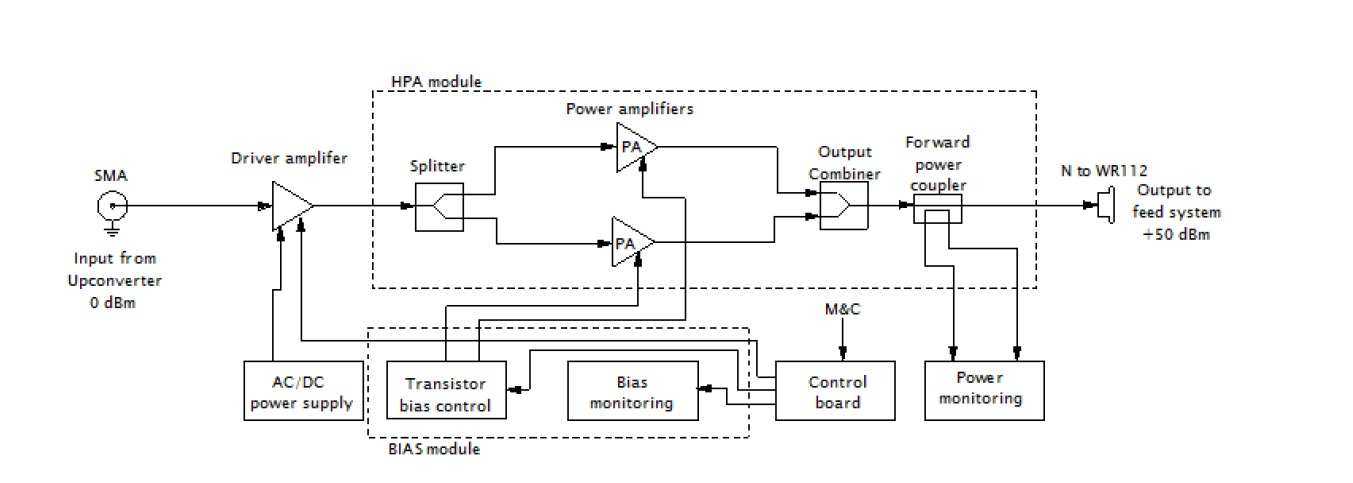 HPA module
Power amplifiers
Driver amplifer
Splitter
PA
Output
Combiner
Forward
power
coupler
SMA
N to WR112
Output to
feed system
+50 dBm
PA
Input from
Upconverter
0 dBm
M&C
AC/DC
power supply
Transistor
bias control
Bias
monitoring
Control
board
Power
monitoring
BIAS module